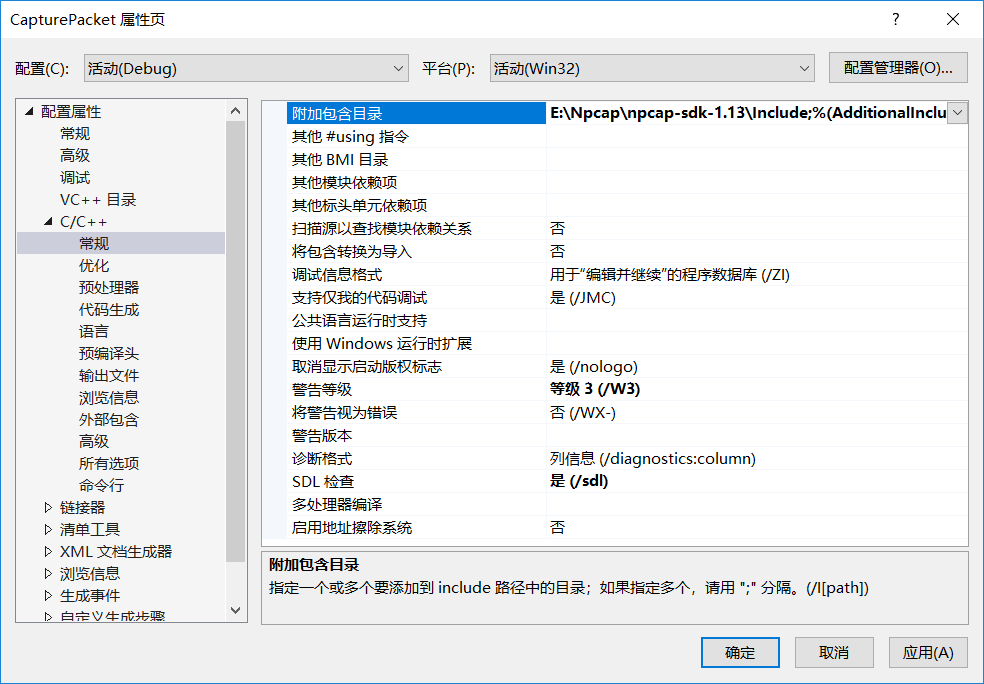 CapturePacket 属性页
配置(C): 活动(Debug) 平台(P): 活动(Win32) 配置管理器(O)...
配置属性
常规
高级
调试
VC++ 目录
C/C++
常规
优化
预处理器
代码生成
语言
预编译头
输出文件
浏览信息
外部包含
高级
所有选项
命令行
链接器
清单工具
XML 文档生成器
浏览信息
生成事件
自定义生成步骤
附加包含目录 E:\Npcap\npcap-sdk-1.13\Include;%(AdditionalInclu
其他 #using 指令
其他 BMI 目录
其他模块依赖项
其他标头单元依赖项
扫描源以查找模块依赖关系 否
将包含转换为导入 否
调试信息格式 用于“编辑并继续”的程序数据库 (/ZI)
支持仅我的代码调试 是 (/JMC)
公共语言运行时支持
使用 Windows 运行时扩展
取消显示启动版权标志 是 (/nologo)
警告等级 等级 3 (/W3)
将警告视为错误 否 (/WX-)
警告版本
诊断格式 列信息 (/diagnostics:column)
SDL 检查 是 (/sdl)
多处理器编译
启用地址擦除系统 否
附加包含目录
指定一个或多个要添加到 include 路径中的目录；如果指定多个，请用 ";" 分隔。(/I[path])
确定 取消 应用(A)